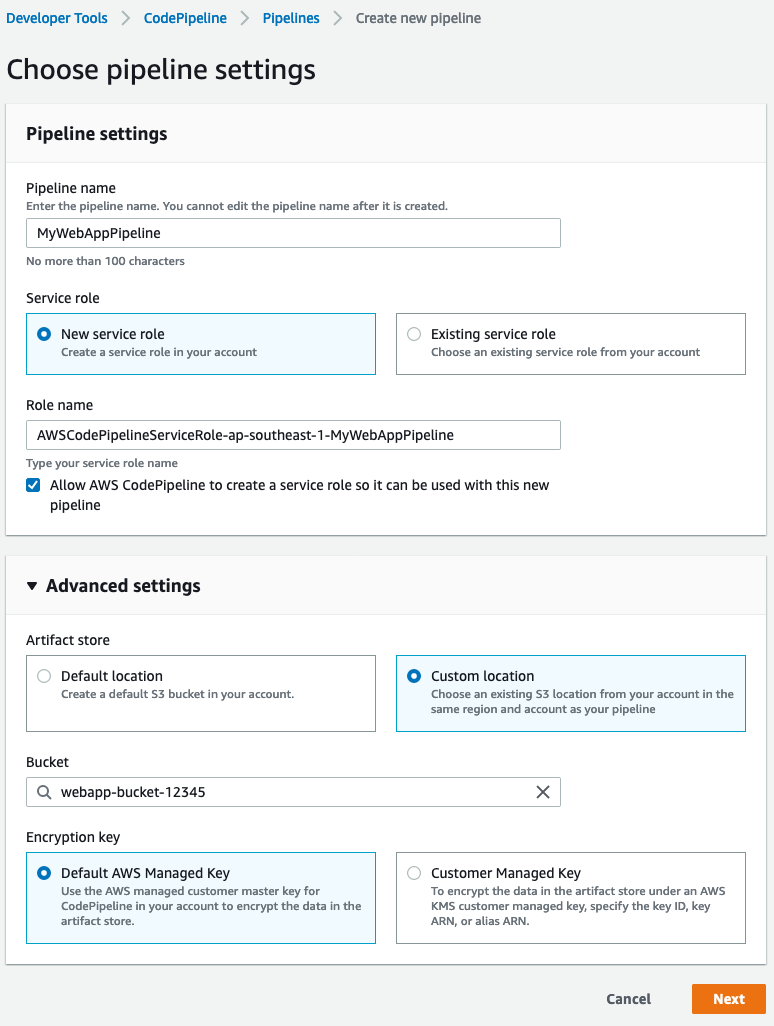 Developer Tools > CodePipeline > Pipelines > Create new pipeline
Choose pipeline settings
Pipeline settings
Pipeline name
Enter the pipeline name. You cannot edit the pipeline name after it is created.
MyWebAppPipeline
No more than 100 characters
Service role
New service role
Create a service role in your account
Existing service role
Choose an existing service role from your account
Role name
AWSCodePipelineServiceRole-ap-southeast-1-MyWebAppPipeline
Type your service role name
Allow AWS CodePipeline to create a service role so it can be used with this new
pipeline
Advanced settings
Artifact store
Default location
Create a default S3 bucket in your account.
Custom location
Choose an existing S3 location from your account in the
same region and account as your pipeline
Bucket
webapp-bucket-12345
Encryption key
Default AWS Managed Key
Use the AWS managed customer master key for
CodePipeline in your account to encrypt the data in the
artifact store.
Customer Managed Key
To encrypt the data in the artifact store under an AWS
KMS customer managed key, specify the key ID, key
ARN, or alias ARN.
Cancel
Next